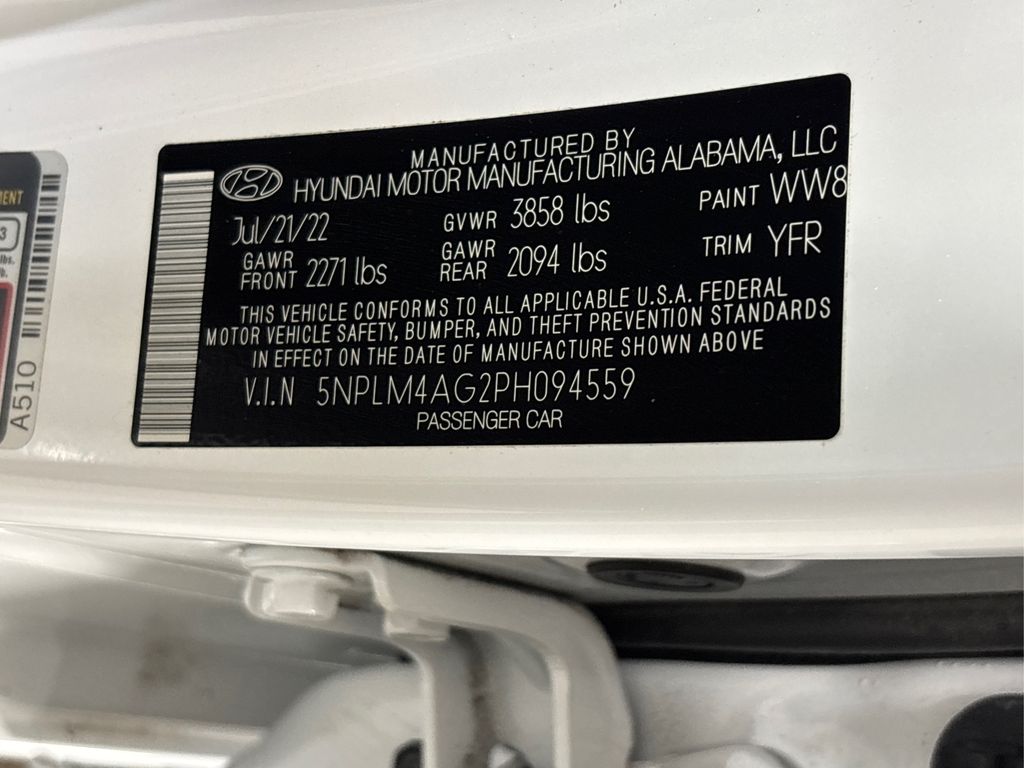 MANUFACTURED BY
HYUNDAI MOTOR MANUFACTURING ALABAMA, LLC
Jul/21/22 GVWR 3858 lbs PAINT WW8
GAWR FRONT 2271 lbs GAWR REAR 2094 lbs TRIM YFR
THIS VEHICLE CONFORMS TO ALL APPLICABLE U.S.A. FEDERAL
MOTOR VEHICLE SAFETY, BUMPER, AND THEFT PREVENTION STANDARDS
IN EFFECT ON THE DATE OF MANUFACTURE SHOWN ABOVE
V.I.N 5NPLM4AG2PH094559
PASSENGER CAR
3
lbs.
A510